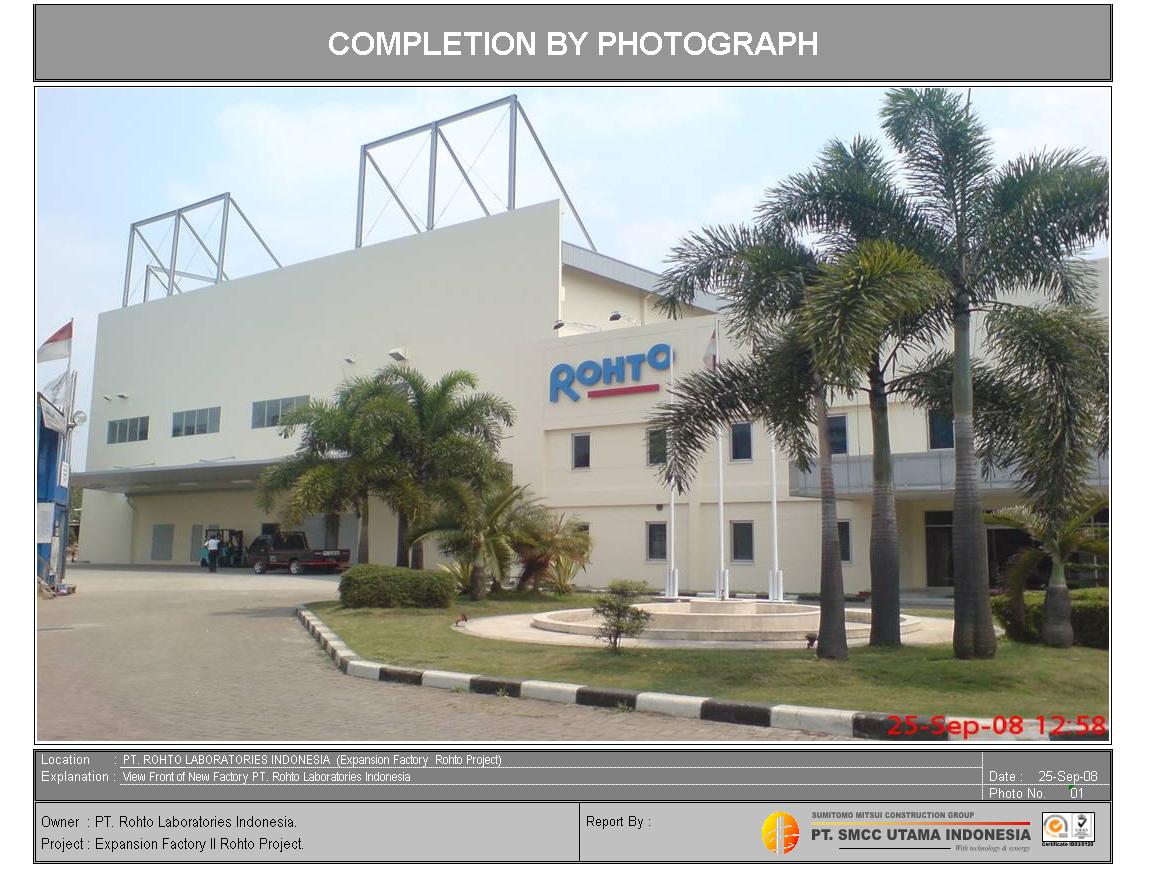 COMPLETION BY PHOTOGRAPH
ROHTO
25-Sep-08 12:58
Location : PT. ROHTO LABORATORIES INDONESIA (Expansion Factory Rohto Project)
Explanation : View Front of New Factory PT. Rohto Laboratories Indonesia
Date : 25-Sep-08
Photo No. 01
Owner : PT. Rohto Laboratories Indonesia.
Project : Expansion Factory II Rohto Project.
Report By :
SUMITOMO MITSUI CONSTRUCTION GROUP
PT. SMCC UTAMA INDONESIA
With technology & synergy